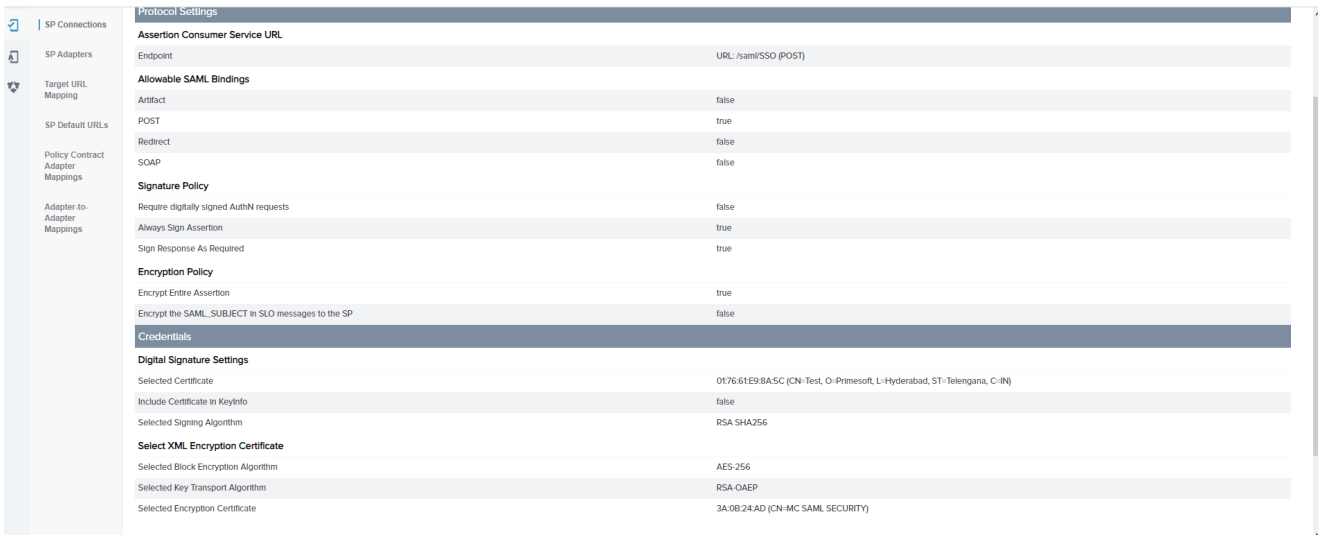 Protocol Settings
SP Connections
Assertion Consumer Service URL
SP Adapters
Endpoint URL: /saml/SSO (POST)
Allowable SAML Bindings
Target URL
Mapping
Artifact false
POST true
SP Default URLs
Redirect false
Policy Contract
Adapter
Mappings
SOAP false
Signature Policy
Adapter-to-
Adapter
Mappings
Require digitally signed AuthN requests false
Always Sign Assertion true
Sign Response As Required true
Encryption Policy
Encrypt Entire Assertion true
Encrypt the SAML_SUBJECT in SLO messages to the SP false
Credentials
Digital Signature Settings
Selected Certificate 01:76:61:E9:8A:5C (CN=Test, O=Primesoft, L=Hyderabad, ST=Telengana, C=IN)
Include Certificate in KeyInfo false
Selected Signing Algorithm RSA SHA256
Select XML Encryption Certificate
Selected Block Encryption Algorithm AES-256
Selected Key Transport Algorithm RSA-OAEP
Selected Encryption Certificate 3A:0B:24:AD (CN=MC SAML SECURITY)